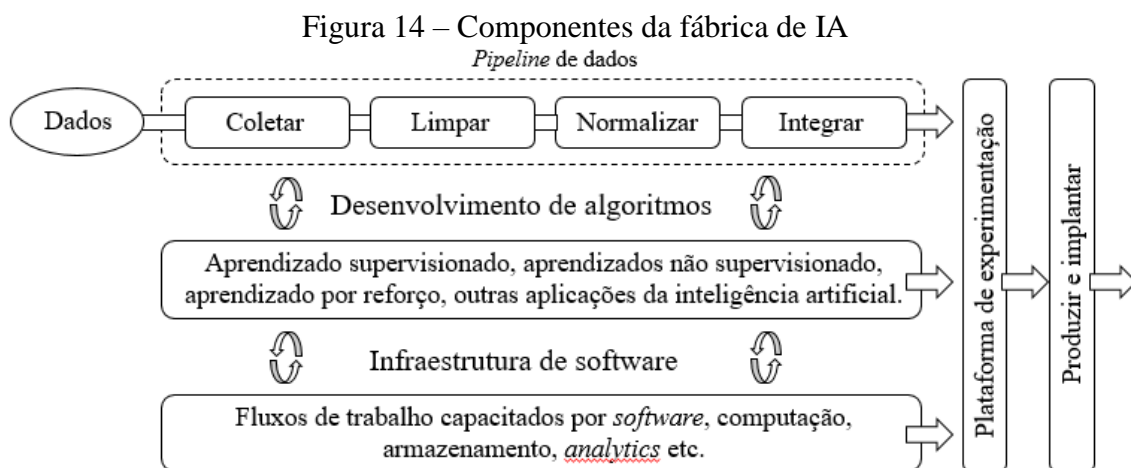 Figura 14 – Componentes da fábrica de IA
Pipeline de dados
Dados
Coletar
Limpar
Normalizar
Integrar
Desenvolvimento de algoritmos
Aprendizado supervisionado, aprendizados não supervisionado,
aprendizado por reforço, outras aplicações da inteligência artificial.
Infraestrutura de software
Fluxos de trabalho capacitados por software, computação,
armazenamento, analytics etc.
Plataforma de experimentação
Produzir e implantar